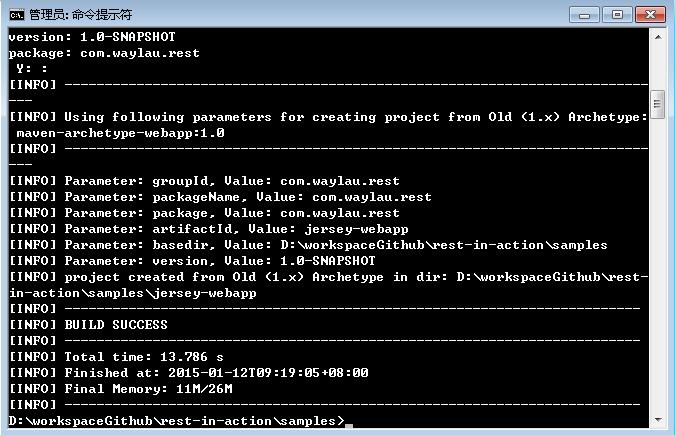 管理员: 命令提示符
version: 1.0-SNAPSHOT
package: com.waylau.rest
 Y: :
[INFO] -------------------------------------------------------------------------
---
[INFO] Using following parameters for creating project from Old (1.x) Archetype:
 maven-archetype-webapp:1.0
[INFO] -------------------------------------------------------------------------
---
[INFO] Parameter: groupId, Value: com.waylau.rest
[INFO] Parameter: packageName, Value: com.waylau.rest
[INFO] Parameter: package, Value: com.waylau.rest
[INFO] Parameter: artifactId, Value: jersey-webapp
[INFO] Parameter: basedir, Value: D:\workspaceGithub\rest-in-action\samples
[INFO] Parameter: version, Value: 1.0-SNAPSHOT
[INFO] project created from Old (1.x) Archetype in dir: D:\workspaceGithub\rest-
in-action\samples\jersey-webapp
[INFO] ------------------------------------------------------------------------
[INFO] BUILD SUCCESS
[INFO] ------------------------------------------------------------------------
[INFO] Total time: 13.786 s
[INFO] Finished at: 2015-01-12T09:19:05+08:00
[INFO] Final Memory: 11M/26M
[INFO] ------------------------------------------------------------------------
D:\workspaceGithub\rest-in-action\samples>